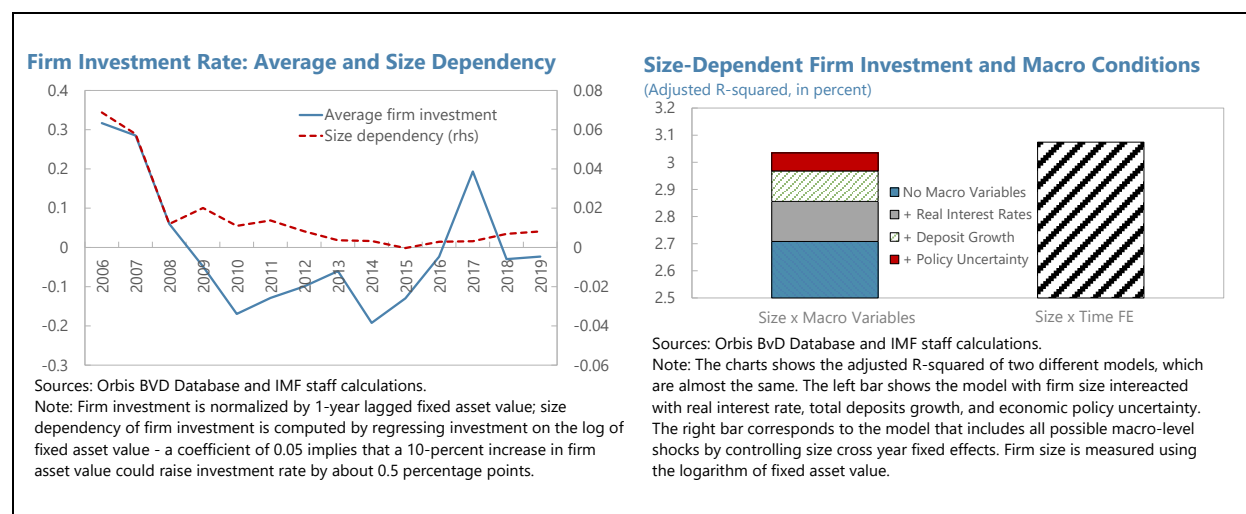 Firm Investment Rate: Average and Size Dependency
0.4
0.3
0.2
0.1
0
-0.1
-0.2
-0.3
0.08
0.06
0.04
0.02
0
-0.02
-0.04
-0.06
Average firm investment
Size dependency (rhs)
2006
2007
2008
2009
2010
2011
2012
2013
2014
2015
2016
2017
2018
2019
Sources: Orbis BVD Database and IMF staff calculations.
Note: Firm investment is normalized by 1-year lagged fixed asset value; size
dependency of firm investment is computed by regressing investment on the log of
fixed asset value - a coefficient of 0.05 implies that a 10-percent increase in firm
asset value could raise investment rate by about 0.5 percentage points.
Size-Dependent Firm Investment and Macro Conditions
(Adjusted R-squared, in percent)
3.2
3.1
3
2.9
2.8
2.7
2.6
2.5
No Macro Variables
+ Real Interest Rates
+ Deposit Growth
+ Policy Uncertainty
Size x Macro Variables
Size x Time FE
Sources: Orbis BvD Database and IMF staff calculations.
Note: The charts shows the adjusted R-squared of two different models, which
are almost the same. The left bar shows the model with firm size intereacted
with real interest rate, total deposits growth, and economic policy uncertainty.
The right bar corresponds to the model that includes all possible macro-level
shocks by controlling size cross year fixed effects. Firm size is measured using
the logarithm of fixed asset value.